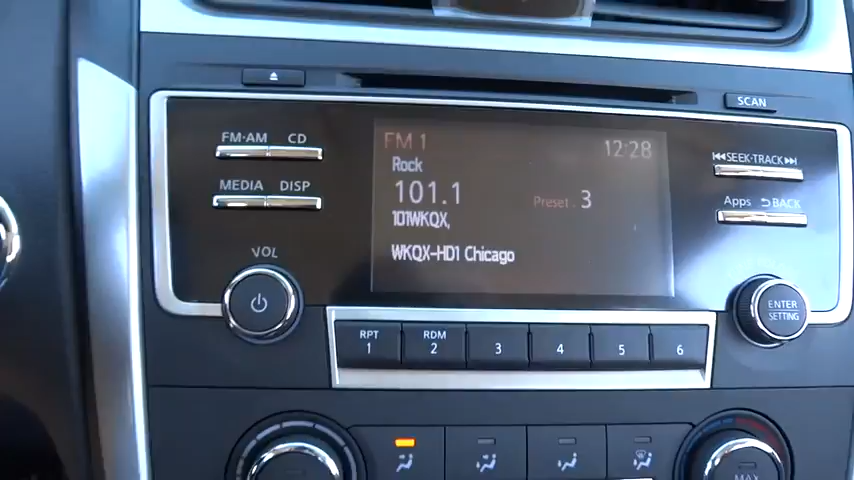 SCAN
FM·AM CD
FM 1 12:28
SEEK·TRACK
Rock
MEDIA DISP
101.1
Preset 3
Apps BACK
101WKQX,
WKQX-HD1 Chicago
VOL
ENTER
SETTING
RPT RDM
1 2 3 4 5 6
MAX